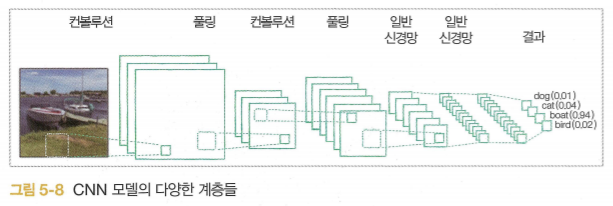 컨볼루션 풀링 컨볼루션 풀링 일반 신경망 일반 신경망 결과
dog(0.01)
cat(0.04)
boat(0.94)
bird(0.02)
그림 5-8 CNN 모델의 다양한 계층들